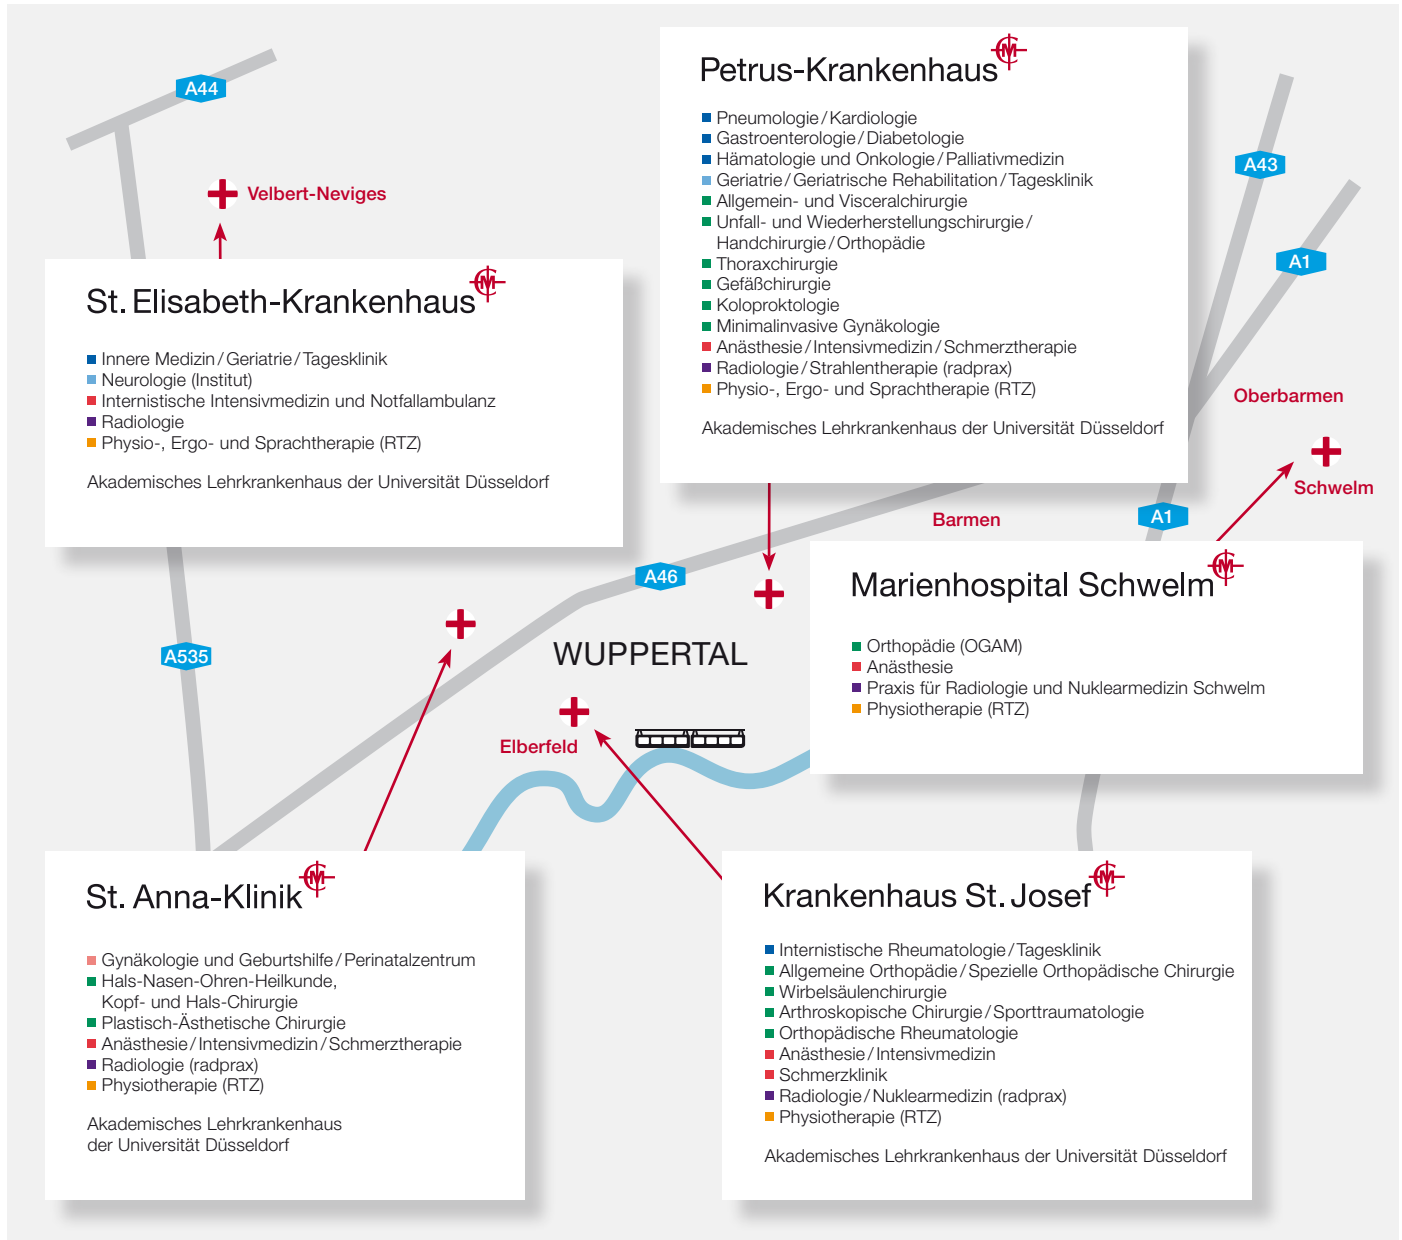 A44
Velbert-Neviges
St. Elisabeth-Krankenhaus
Innere Medizin/Geriatrie/Tagesklinik
Neurologie (Institut)
Internistische Intensivmedizin und Notfallambulanz
Radiologie
Physio-, Ergo- und Sprachtherapie (RTZ)
Akademisches Lehrkrankenhaus der Universität Düsseldorf
Petrus-Krankenhaus
Pneumologie/Kardiologie
Gastroenterologie/Diabetologie
Hämatologie und Onkologie/Palliativmedizin
Geriatrie/Geriatrische Rehabilitation/Tagesklinik
Allgemein- und Visceralchirurgie
Unfall- und Wiederherstellungschirurgie/
Handchirurgie/Orthopädie
Thoraxchirurgie
Gefäßchirurgie
Koloproktologie
Minimalinvasive Gynäkologie
Anästhesie/Intensivmedizin/Schmerztherapie
Radiologie/Strahlentherapie (radprax)
Physio-, Ergo- und Sprachtherapie (RTZ)
Akademisches Lehrkrankenhaus der Universität Düsseldorf
A43
A1
Oberbarmen
Schwelm
A1
Barmen
A46
A535
WUPPERTAL
Elberfeld
Marienhospital Schwelm
Orthopädie (OGAM)
Anästhesie
Praxis für Radiologie und Nuklearmedizin Schwelm
Physiotherapie (RTZ)
St. Anna-Klinik
Gynäkologie und Geburtshilfe/Perinatalzentrum
Hals-Nasen-Ohren-Heilkunde,
Kopf- und Hals-Chirurgie
Plastisch-Ästhetische Chirurgie
Anästhesie/Intensivmedizin/Schmerztherapie
Radiologie (radprax)
Physiotherapie (RTZ)
Akademisches Lehrkrankenhaus
der Universität Düsseldorf
Krankenhaus St. Josef
Internistische Rheumatologie/Tagesklinik
Allgemeine Orthopädie/Spezielle Orthopädische Chirurgie
Wirbelsäulenchirurgie
Arthroskopische Chirurgie/Sporttraumatologie
Orthopädische Rheumatologie
Anästhesie/Intensivmedizin
Schmerzklinik
Radiologie/Nuklearmedizin (radprax)
Physiotherapie (RTZ)
Akademisches Lehrkrankenhaus der Universität Düsseldorf